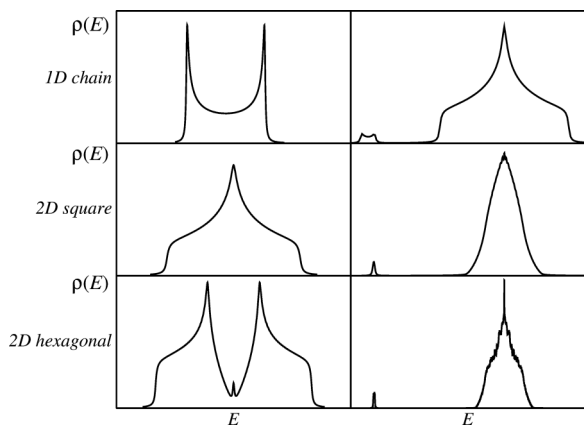 ρ(E)
1D chain
ρ(E)
2D square
ρ(E)
2D hexagonal
E E